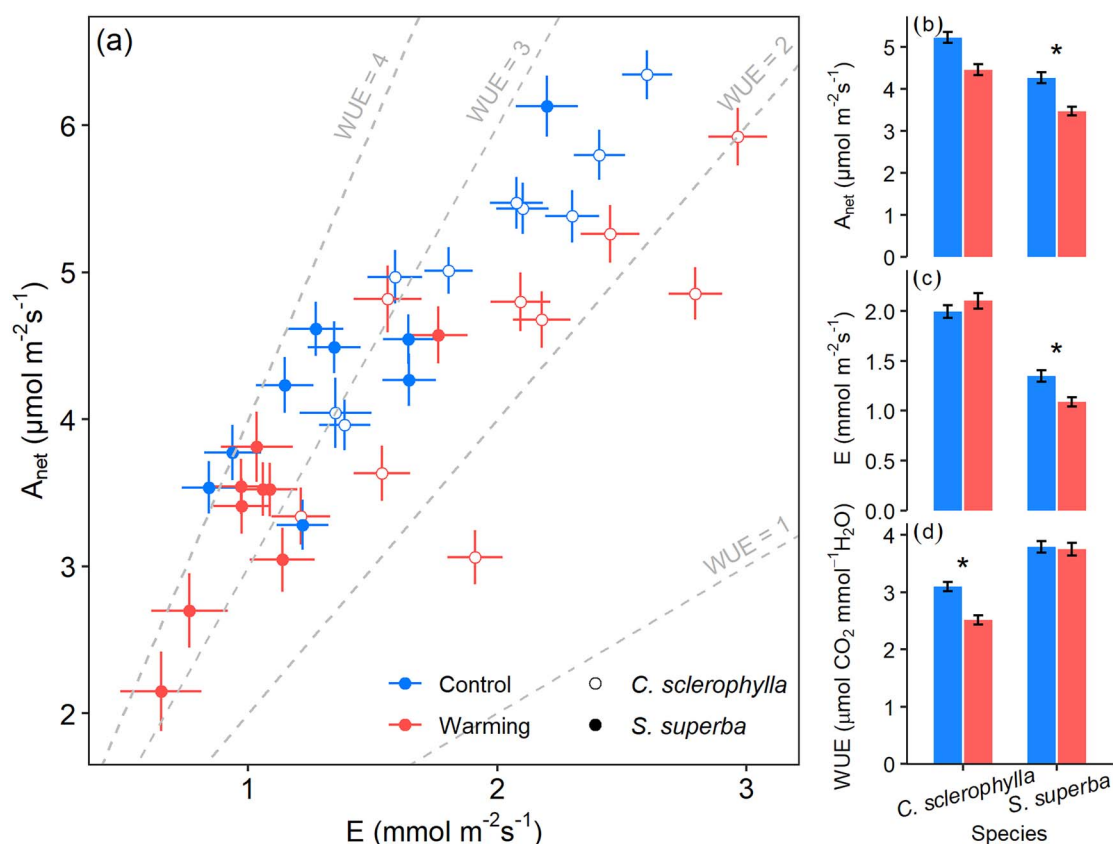 (a)
WUE = 4
WUE = 3
WUE = 2
WUE = 1
6
5
4
3
2
A_net (μmol m⁻²s⁻¹)
Control
Warming
C. sclerophylla
S. superba
1
2
3
E (mmol m⁻²s⁻¹)
(b)
*
5
4
3
2
1
0
A_net (μmol m⁻²s⁻¹)
(c)
*
2.0
1.5
1.0
0.5
0.0
E (mmol m⁻²s⁻¹)
(d)
*
4
3
2
1
0
WUE (μmol CO₂ mmol⁻¹H₂O)
C. sclerophylla
S. superba
Species